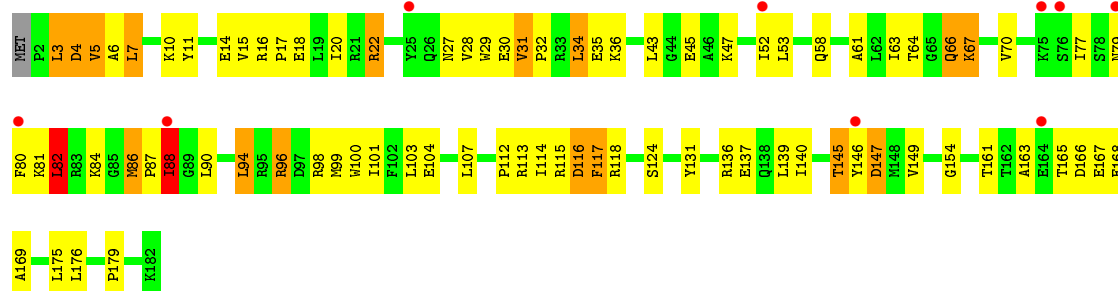 MET P2 L3 D4 V5 A6 L7 K10 Y11 E14 V15 R16 P17 E18 L19 I20 R21 R22 Y25 Q26 N27 V28 W29 E30 V31 P32 R33 L34 E35 K36 L43 G44 E45 A46 K47 I52 L53 Q58 A61 L62 I63 T64 G65 Q66 K67 V70 K75 S76 I77 S78 N79
F80 K81 L82 R83 K84 G85 M86 P87 I88 G89 L90 L94 R95 R96 D97 R98 M99 W100 I101 F102 L103 E104 L107 P112 R113 I114 R115 D116 F117 R118 S124 Y131 R136 E137 Q138 L139 I140 T145 Y146 D147 M148 V149 G154 T161 T162 A163 E164 T165 D166 E167 E168
A169 L175 L176 P179 K182